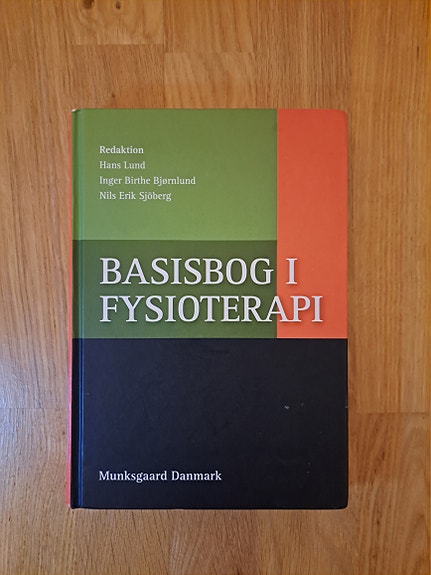 Redaktion
Hans Lund
Inger Birthe Bjørnlund
Nils Erik Sjöberg
BASISBOG I
FYSIOTERAPI
Munksgaard Danmark